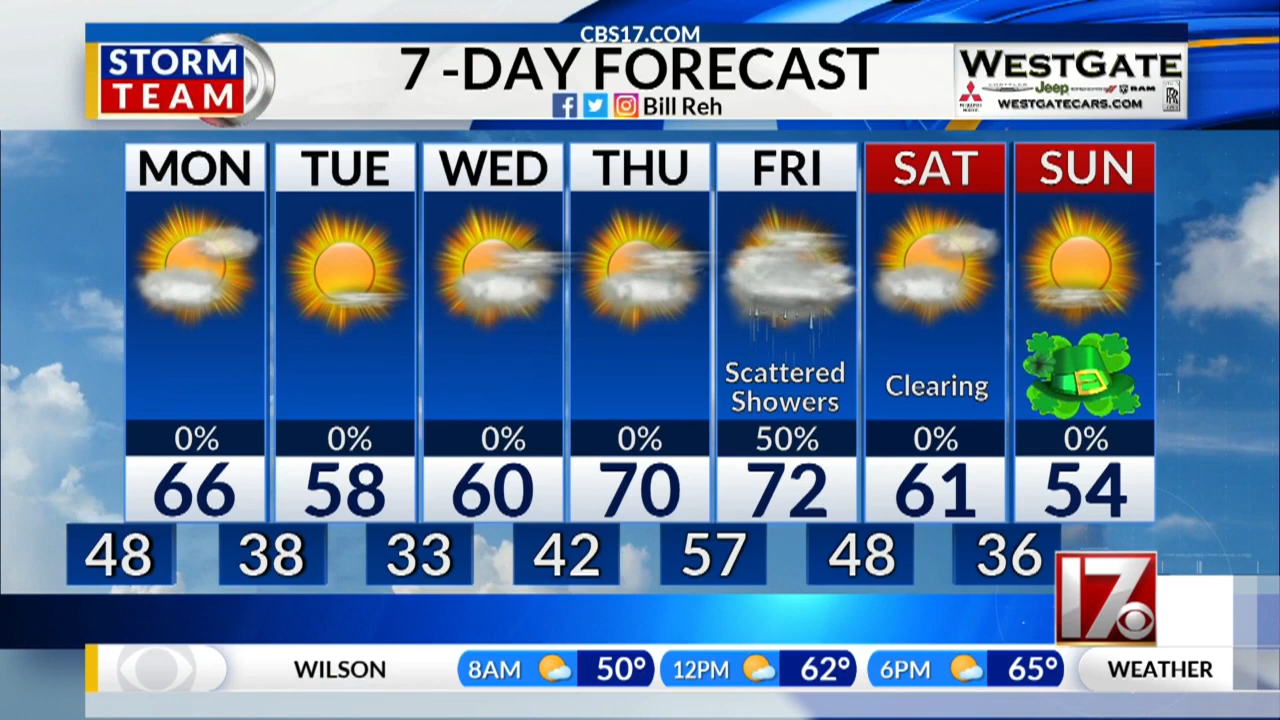 CBS17.COM
STORM
TEAM
7 -DAY FORECAST
Bill Reh
WESTGATE
Jeep
RAM
WESTGATECARS.COM
MON TUE WED THU FRI SAT SUN
Scattered
Showers
Clearing
0% 0% 0% 0% 50% 0% 0%
66 58 60 70 72 61 54
48 38 33 42 57 48 36
17
WILSON 8AM 50° 12PM 62° 6PM 65° WEATHER